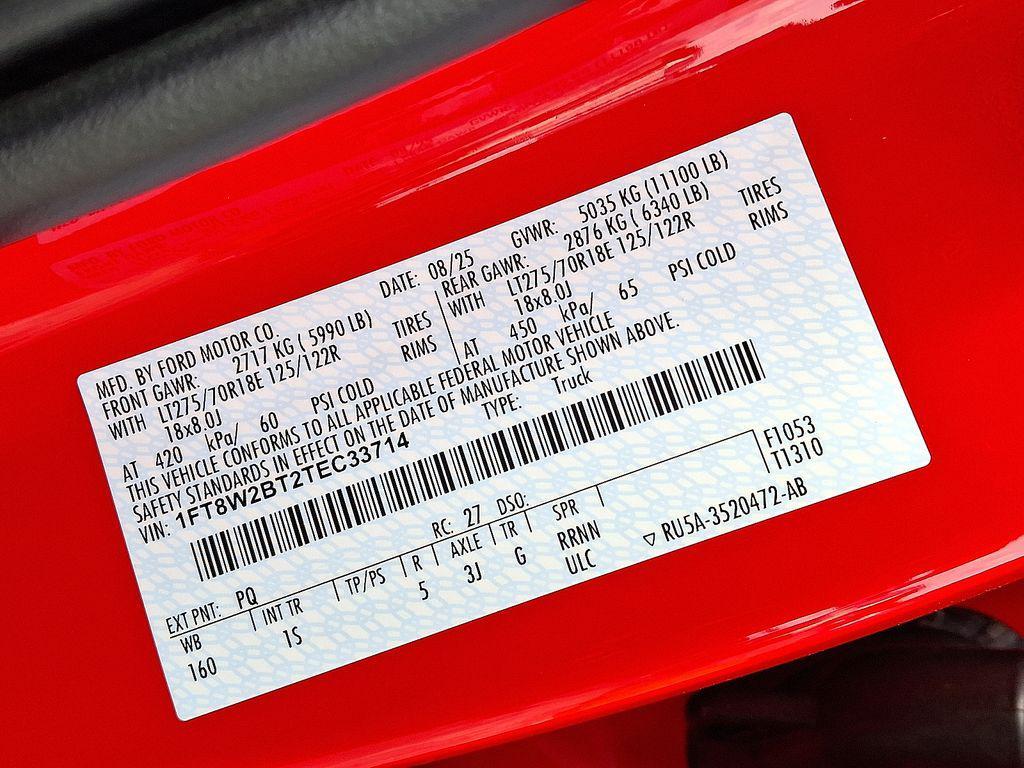 MFD. BY FORD MOTOR CO. DATE: 08/25 GVWR: 5035 KG (11100 LB)
FRONT GAWR: 2717 KG ( 5990 LB) REAR GAWR: 2876 KG ( 6340 LB)
WITH LT275/70R18E 125/122R TIRES WITH LT275/70R18E 125/122R TIRES
18x8.0J RIMS 18x8.0J RIMS
AT 420 kPa/ 60 PSI COLD AT 450 kPa/ 65 PSI COLD
THIS VEHICLE CONFORMS TO ALL APPLICABLE FEDERAL MOTOR VEHICLE
SAFETY STANDARDS IN EFFECT ON THE DATE OF MANUFACTURE SHOWN ABOVE.
VIN: 1FT8W2BT2TEC33714 TYPE: Truck
EXT PNT: PQ RC: 27 DSO: F1053
WB INT TR TP/PS R AXLE TR SPR T1310
160 1S 5 3J G RRNN
ULC ▽ RU5A-3520472-AB